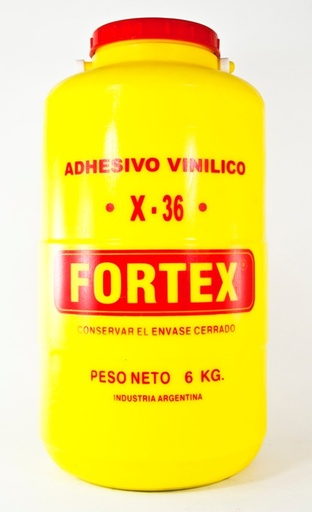 ADHESIVO VINILICO
• X-36 •
FORTEX®
CONSERVAR EL ENVASE CERRADO
PESO NETO 6 KG.
INDUSTRIA ARGENTINA